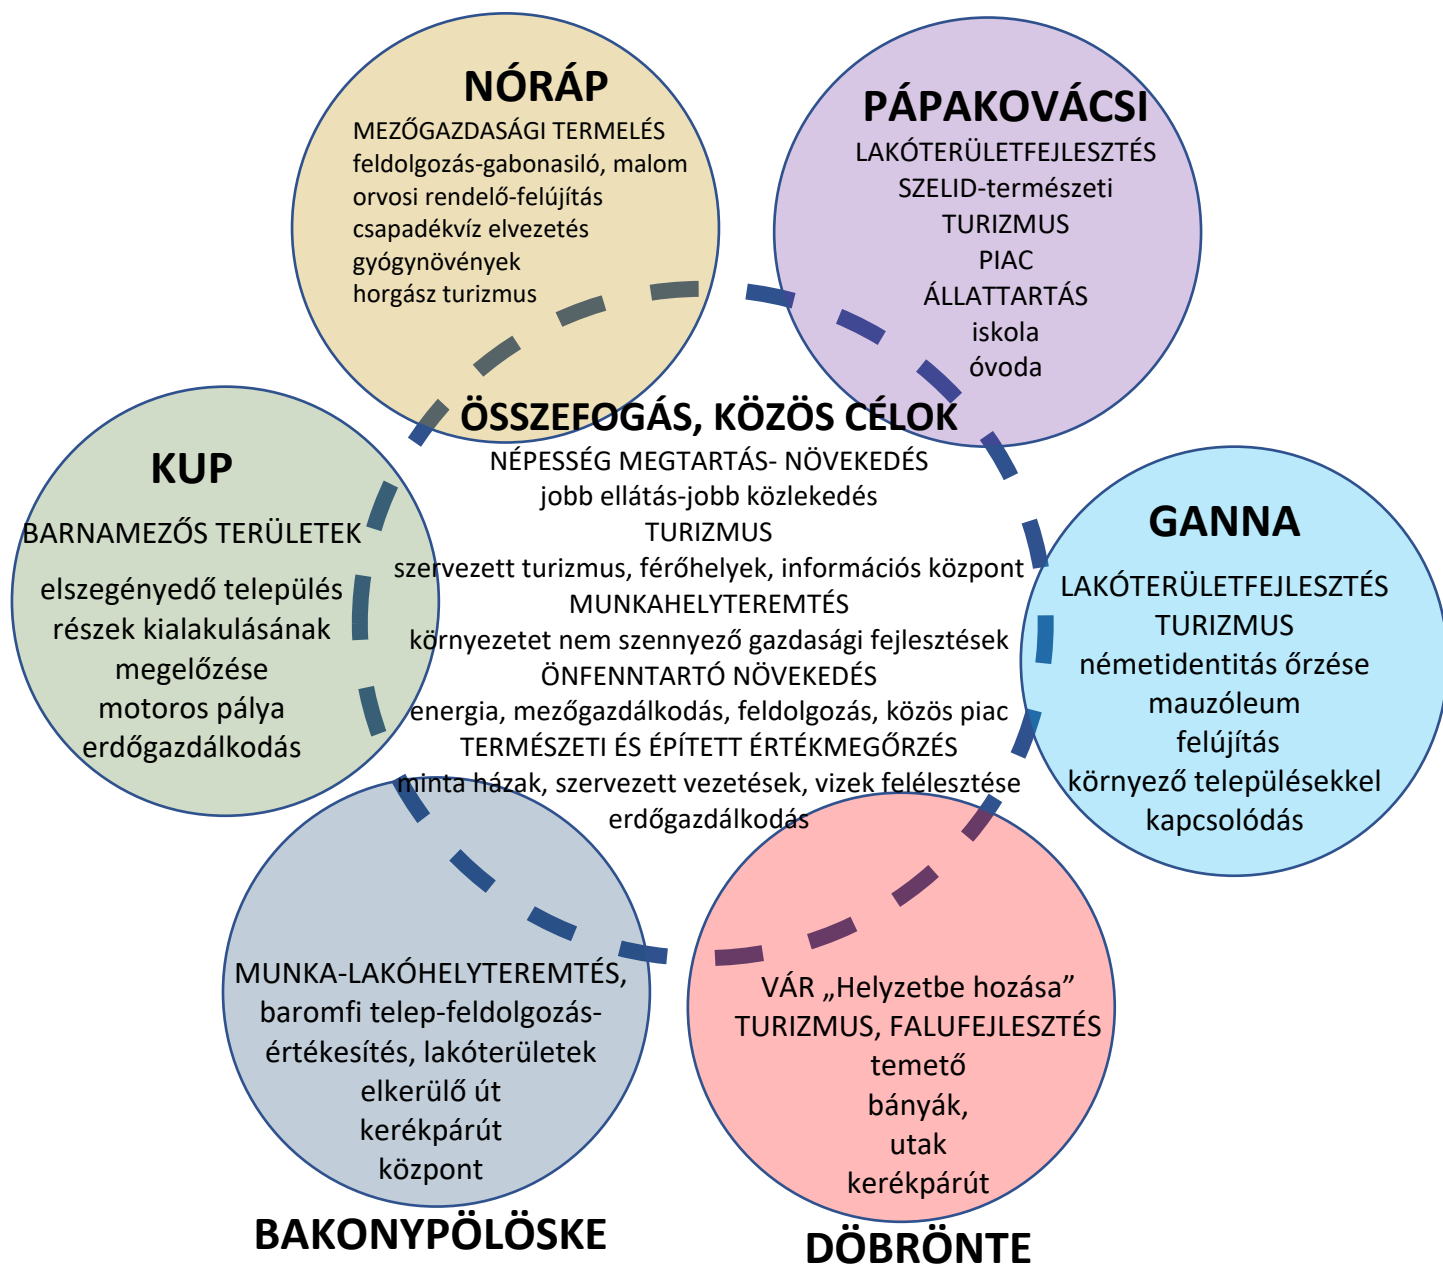 NÓRÁP
MEZŐGAZDASÁGI TERMELÉS
feldolgozás-gabonasiló, malom
orvosi rendelő-felújítás
csapadékvíz elvezetés
gyógynövények
horgász turizmus
PÁPAKOVÁCSI
LAKÓTERÜLETFEJLESZTÉS
SZELID-természeti
TURIZMUS
PIAC
ÁLLATTARTÁS
iskola
óvoda
KUP
BARNAMEZŐS TERÜLETEK
elszegényedő település
részek kialakulásának
megelőzése
motoros pálya
erdőgazdálkodás
ÖSSZEFOGÁS, KÖZÖS CÉLOK
NÉPESSÉG MEGTARTÁS- NÖVEKEDÉS
jobb ellátás-jobb közlekedés
TURIZMUS
szervezett turizmus, férőhelyek, információs központ
MUNKAHELYTEREMTÉS
környezetet nem szennyező gazdasági fejlesztések
ÖNFENNTARTÓ NÖVEKEDÉS
energia, mezőgazdálkodás, feldolgozás, közös piac
TERMÉSZETI ÉS ÉPÍTETT ÉRTÉKMEGŐRZÉS
minta házak, szervezett vezetések, vizek felélesztése
erdőgazdálkodás
GANNA
LAKÓTERÜLETFEJLESZTÉS
TURIZMUS
németidentitás őrzése
mauzóleum
felújítás
környező településekkel
kapcsolódás
MUNKA-LAKÓHELYTEREMTÉS,
baromfi telep-feldolgozás-
értékesítés, lakóterületek
elkerülő út
kerékpárút
központ
BAKONYPÖLÖSKE
VÁR „Helyzetbe hozása”
TURIZMUS, FALUFEJLESZTÉS
temető
bányák,
utak
kerékpárút
DÖBRÖNTE